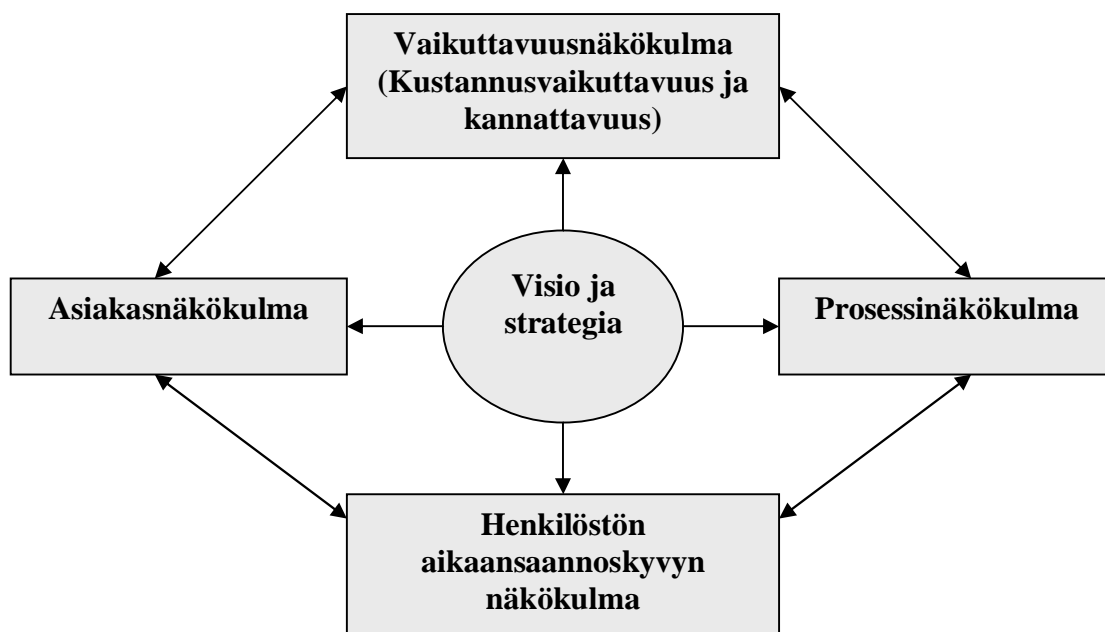 Vaikuttavuusnäkökulma
(Kustannusvaikuttavuus ja
kannattavuus)
Asiakasnäkökulma
Visio ja
strategia
Prosessinäkökulma
Henkilöstön
aikaansaannoskyvyn
näkökulma